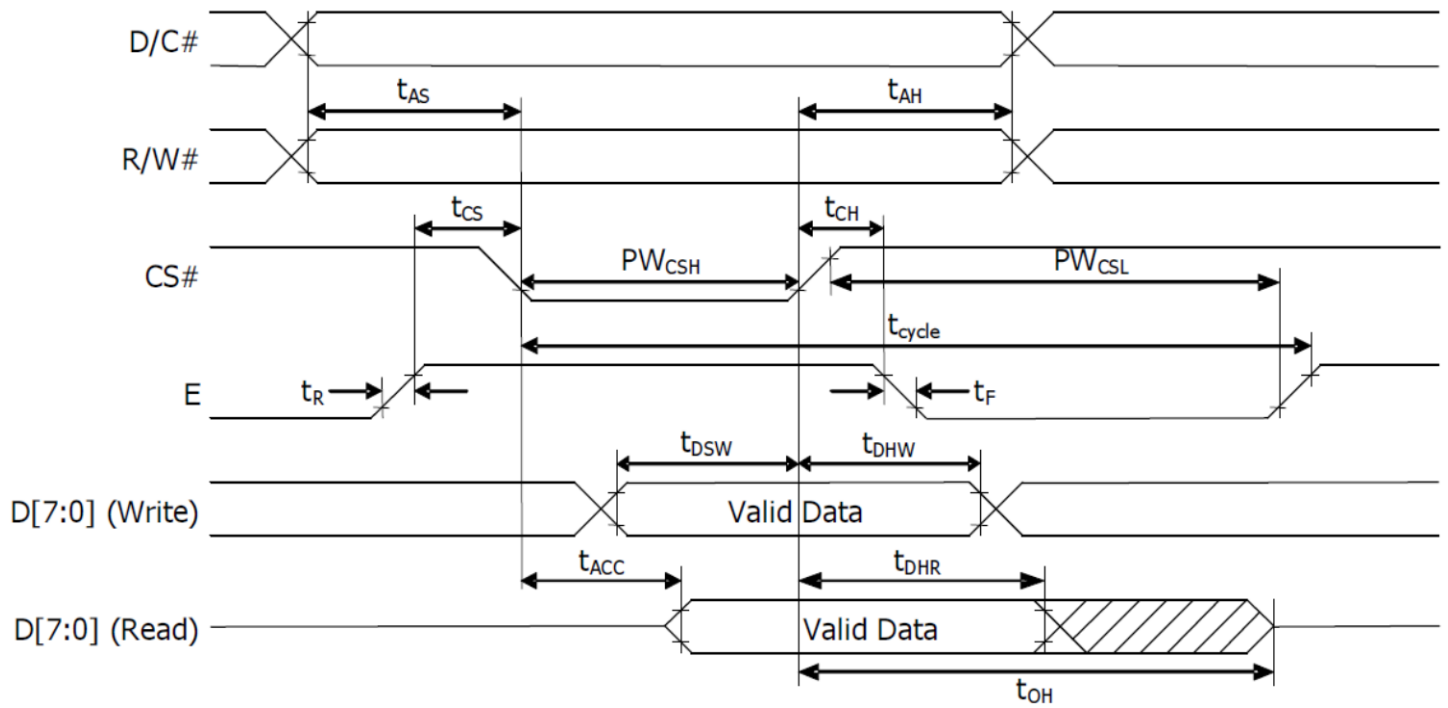 D/C#
tAS
tAH
R/W#
tCS
tCH
CS#
PWCSH
PWCSL
tcycle
E
tR
tF
tDSW
tDHW
D[7:0] (Write)
Valid Data
tACC
tDHR
D[7:0] (Read)
Valid Data
tOH